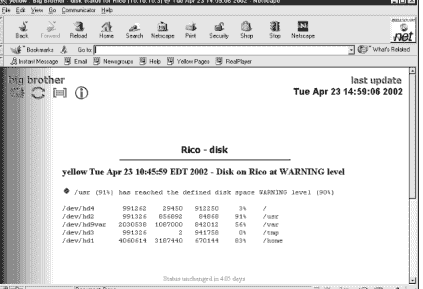 yellow : Big Brother - disk status for Rico (10.10.10.3) @ Tue Apr 23 14:59:06 2002 - Netscape
File Edit View Go Communicator Help
Back Forward Reload Home Search Netscape Print Security Shop Stop Netscape
net
Bookmarks Go to: What's Related
Instant Message Email Newsgroups Help Yellow Pages RealPlayer
big brother
last update
Tue Apr 23 14:59:06 2002
Rico - disk
yellow Tue Apr 23 10:45:59 EDT 2002 - Disk on Rico at WARNING level
/usr (91%) has reached the defined disk space WARNING level (90%)
/dev/hd4 991262 29450 912250 3% /
/dev/hd2 991326 856892 84868 91% /usr
/dev/hd9var 2030538 1087000 842012 56% /var
/dev/hd3 991326 2 941758 0% /tmp
/dev/hd1 4060614 3187440 670144 83% /home
Status unchanged in 4.05 days
Document: Done